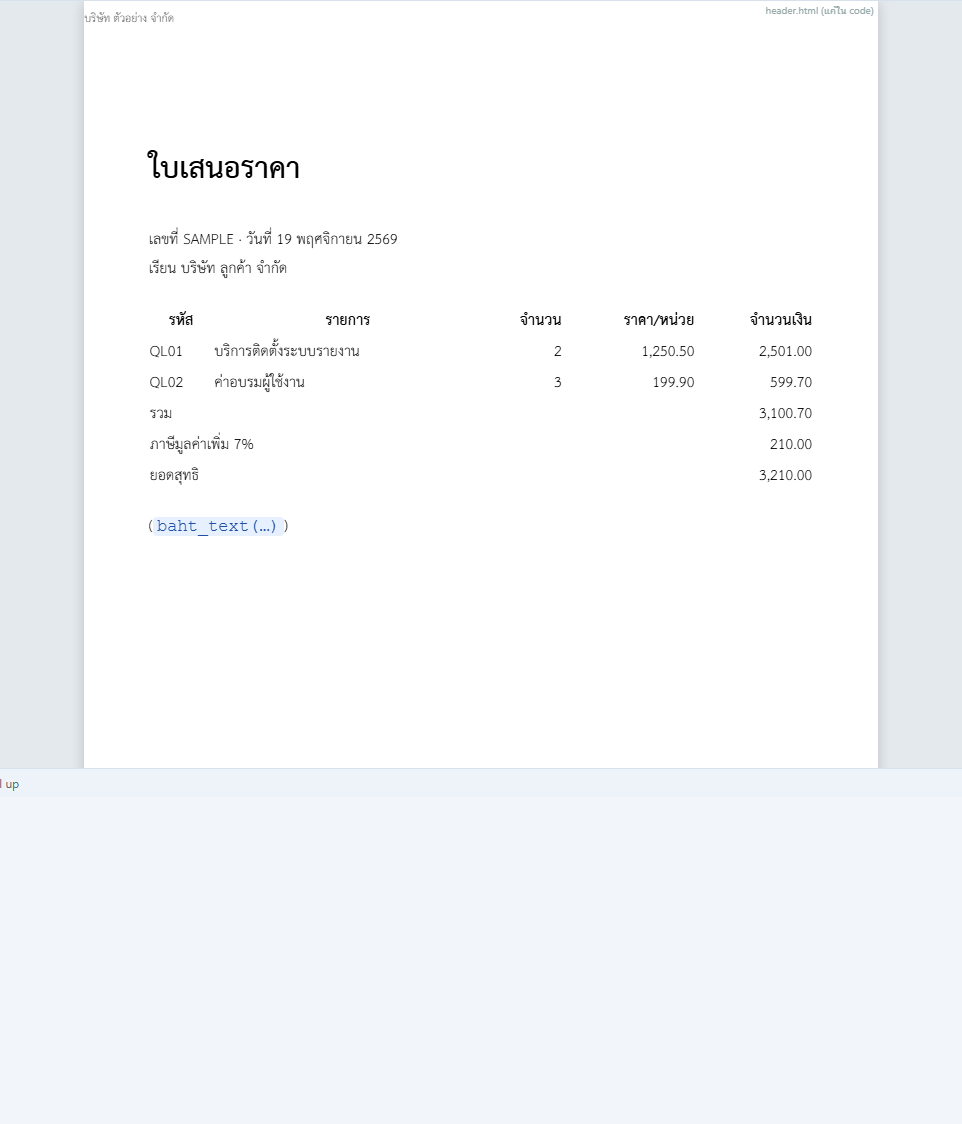 บริษัท ตัวอย่าง จำกัด
header.html (แก้ใน code)
ใบเสนอราคา
เลขที่ SAMPLE · วันที่ 19 พฤศจิกายน 2569
เรียน บริษัท ลูกค้า จำกัด
รหัส รายการ จำนวน ราคา/หน่วย จำนวนเงิน
QL01 บริการติดตั้งระบบรายงาน 2 1,250.50 2,501.00
QL02 ค่าอบรมผู้ใช้งาน 3 199.90 599.70
รวม 3,100.70
ภาษีมูลค่าเพิ่ม 7% 210.00
ยอดสุทธิ 3,210.00
(baht_text(…))
up